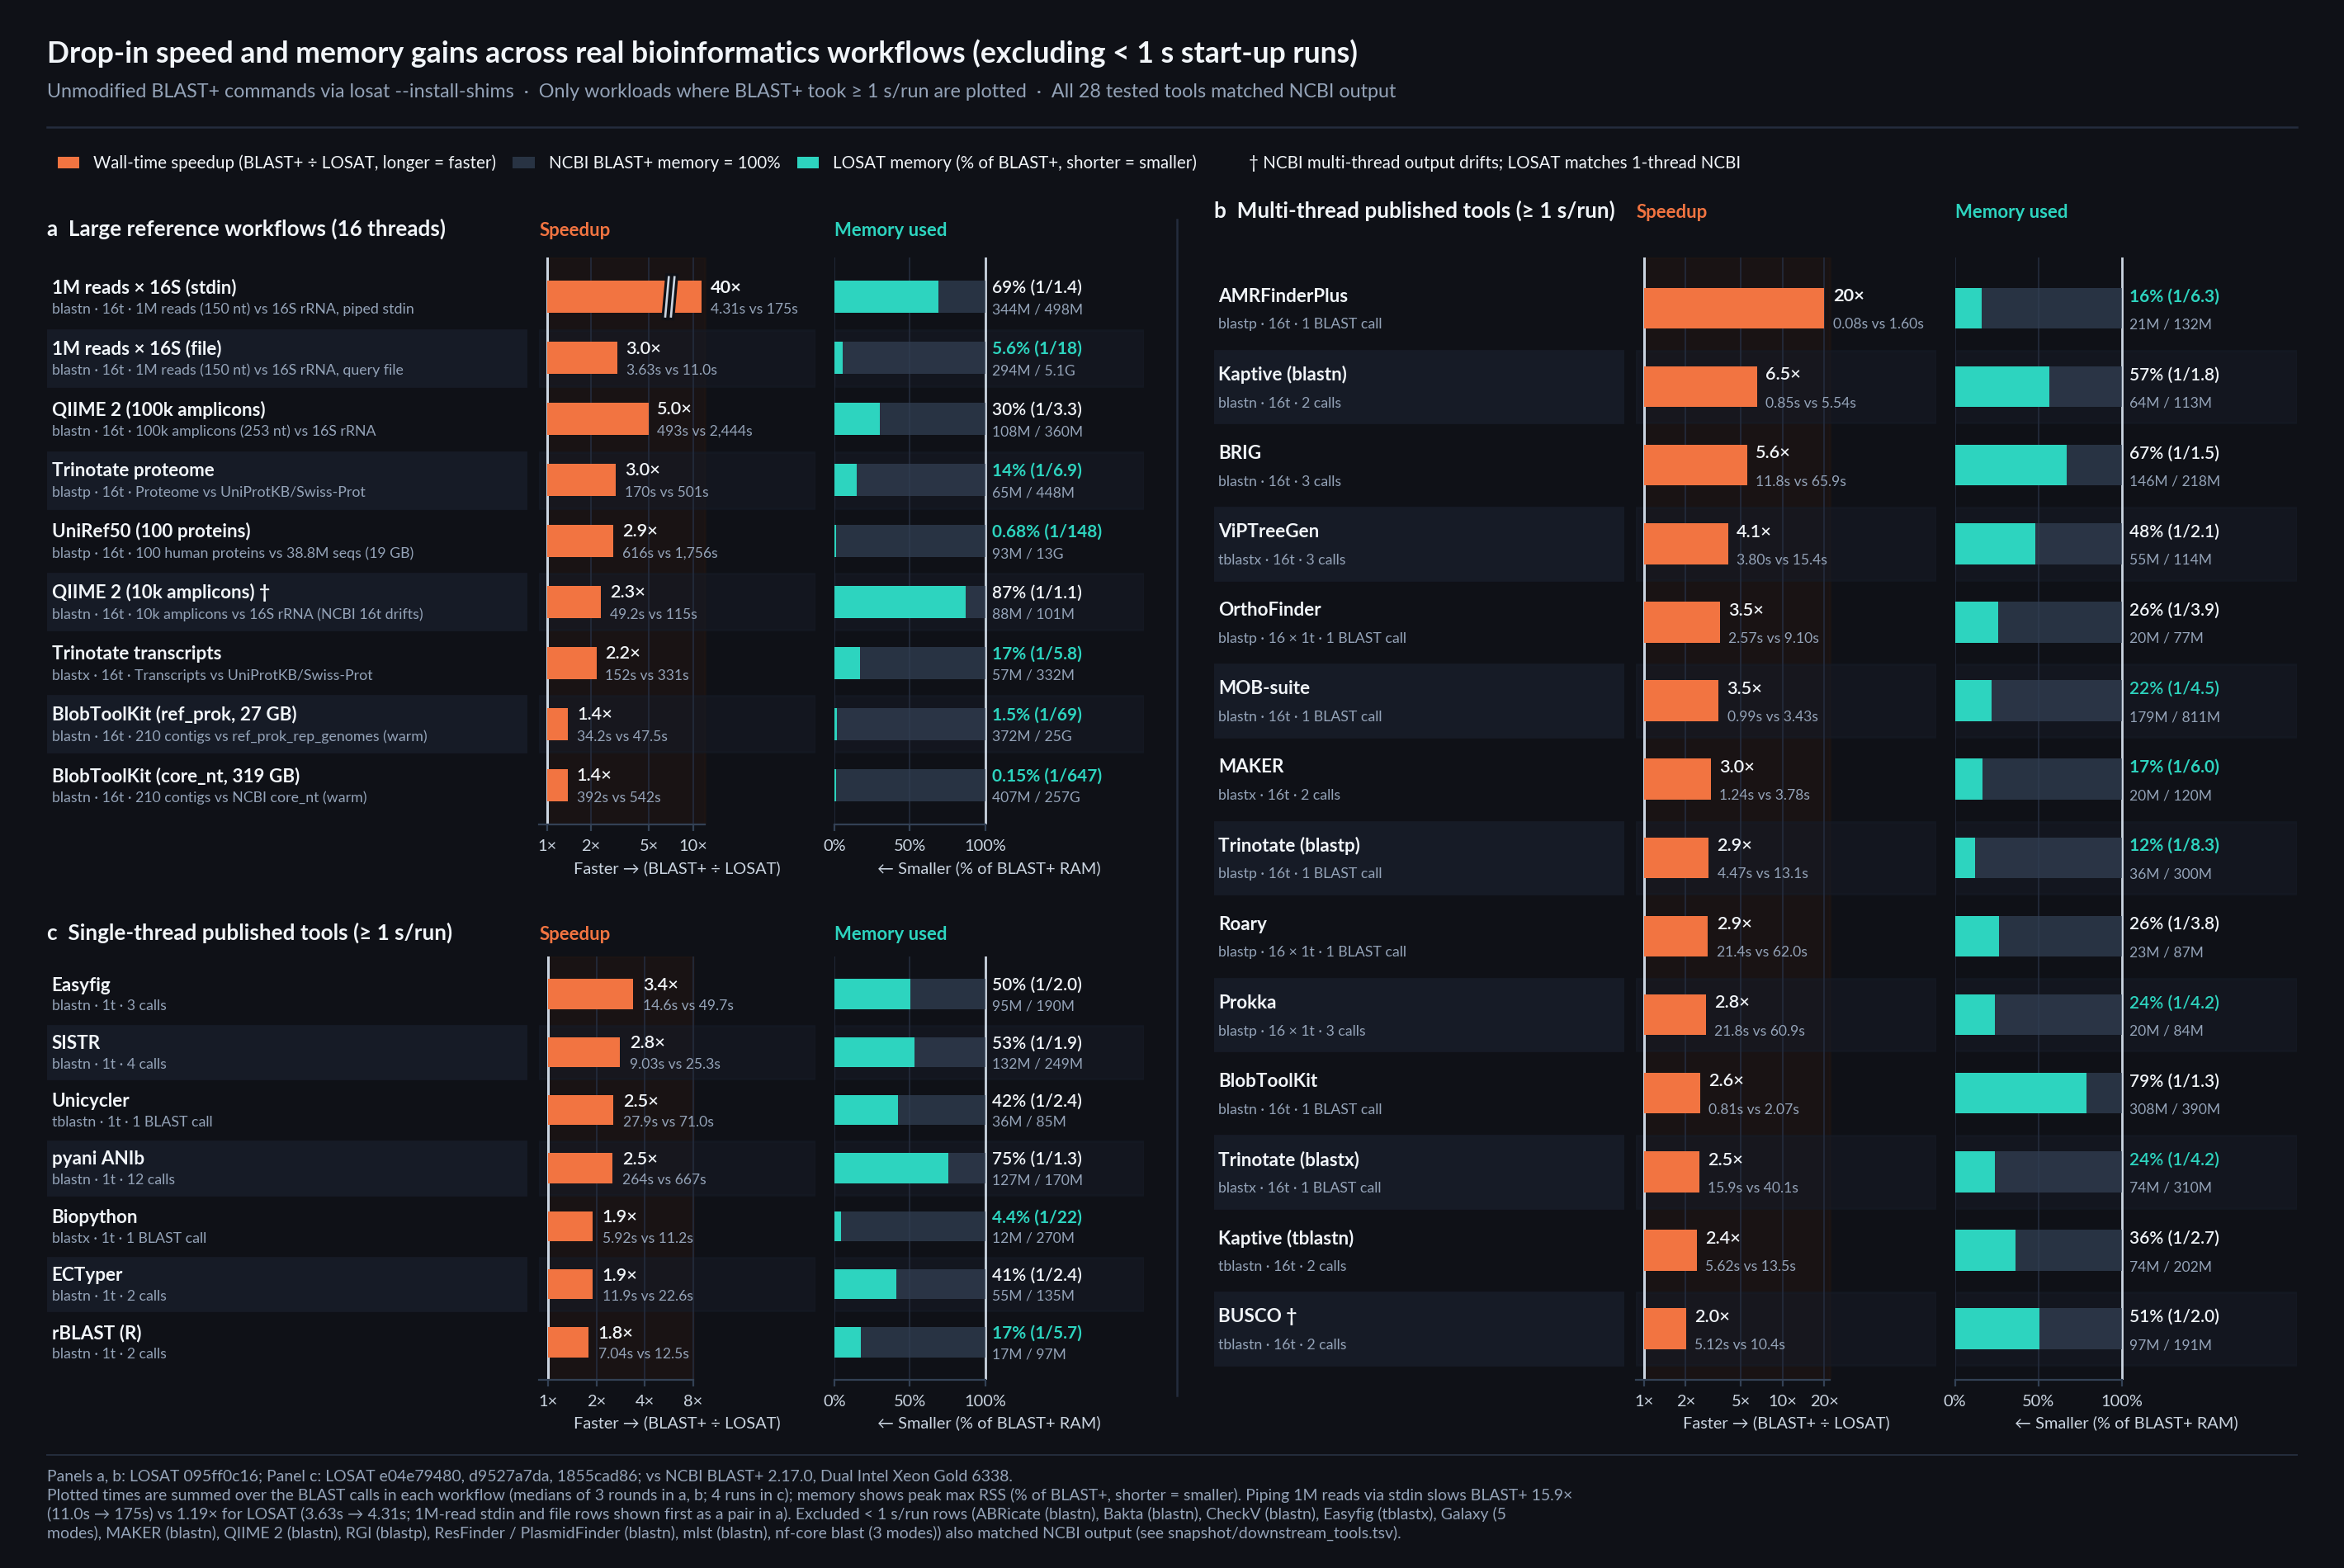 Drop-in speed and memory gains across real bioinformatics workflows (excluding < 1 s start-up runs)
Unmodified BLAST+ commands via losat --install-shims · Only workloads where BLAST+ took ≥ 1 s/run are plotted · All 28 tested tools matched NCBI output
Wall-time speedup (BLAST+ ÷ LOSAT, longer = faster) NCBI BLAST+ memory = 100% LOSAT memory (% of BLAST+, shorter = smaller) † NCBI multi-thread output drifts; LOSAT matches 1-thread NCBI
a Large reference workflows (16 threads) Speedup Memory used
1M reads × 16S (stdin) 40× 69% (1/1.4)
blastn · 16t · 1M reads (150 nt) vs 16S rRNA, piped stdin 4.31s vs 175s 344M / 498M
1M reads × 16S (file) 3.0× 5.6% (1/18)
blastn · 16t · 1M reads (150 nt) vs 16S rRNA, query file 3.63s vs 11.0s 294M / 5.1G
QIIME 2 (100k amplicons) 5.0× 30% (1/3.3)
blastn · 16t · 100k amplicons (253 nt) vs 16S rRNA 493s vs 2,444s 108M / 360M
Trinotate proteome 3.0× 14% (1/6.9)
blastp · 16t · Proteome vs UniProtKB/Swiss-Prot 170s vs 501s 65M / 448M
UniRef50 (100 proteins) 2.9× 0.68% (1/148)
blastp · 16t · 100 human proteins vs 38.8M seqs (19 GB) 616s vs 1,756s 93M / 13G
QIIME 2 (10k amplicons) † 2.3× 87% (1/1.1)
blastn · 16t · 10k amplicons vs 16S rRNA (NCBI 16t drifts) 49.2s vs 115s 88M / 101M
Trinotate transcripts 2.2× 17% (1/5.8)
blastx · 16t · Transcripts vs UniProtKB/Swiss-Prot 152s vs 331s 57M / 332M
BlobToolKit (ref_prok, 27 GB) 1.4× 1.5% (1/69)
blastn · 16t · 210 contigs vs ref_prok_rep_genomes (warm) 34.2s vs 47.5s 372M / 25G
BlobToolKit (core_nt, 319 GB) 1.4× 0.15% (1/647)
blastn · 16t · 210 contigs vs NCBI core_nt (warm) 392s vs 542s 407M / 257G
1× 2× 5× 10× 0% 50% 100%
Faster → (BLAST+ ÷ LOSAT) ← Smaller (% of BLAST+ RAM)
b Multi-thread published tools (≥ 1 s/run) Speedup Memory used
AMRFinderPlus 20× 16% (1/6.3)
blastp · 16t · 1 BLAST call 0.08s vs 1.60s 21M / 132M
Kaptive (blastn) 6.5× 57% (1/1.8)
blastn · 16t · 2 calls 0.85s vs 5.54s 64M / 113M
BRIG 5.6× 67% (1/1.5)
blastn · 16t · 3 calls 11.8s vs 65.9s 146M / 218M
ViPTreeGen 4.1× 48% (1/2.1)
tblastx · 16t · 3 calls 3.80s vs 15.4s 55M / 114M
OrthoFinder 3.5× 26% (1/3.9)
blastp · 16 × 1t · 1 BLAST call 2.57s vs 9.10s 20M / 77M
MOB-suite 3.5× 22% (1/4.5)
blastn · 16t · 1 BLAST call 0.99s vs 3.43s 179M / 811M
MAKER 3.0× 17% (1/6.0)
blastx · 16t · 2 calls 1.24s vs 3.78s 20M / 120M
Trinotate (blastp) 2.9× 12% (1/8.3)
blastp · 16t · 1 BLAST call 4.47s vs 13.1s 36M / 300M
Roary 2.9× 26% (1/3.8)
blastp · 16 × 1t · 1 BLAST call 21.4s vs 62.0s 23M / 87M
Prokka 2.8× 24% (1/4.2)
blastp · 16 × 1t · 3 calls 21.8s vs 60.9s 20M / 84M
BlobToolKit 2.6× 79% (1/1.3)
blastn · 16t · 1 BLAST call 0.81s vs 2.07s 308M / 390M
Trinotate (blastx) 2.5× 24% (1/4.2)
blastx · 16t · 1 BLAST call 15.9s vs 40.1s 74M / 310M
Kaptive (tblastn) 2.4× 36% (1/2.7)
tblastn · 16t · 2 calls 5.62s vs 13.5s 74M / 202M
BUSCO † 2.0× 51% (1/2.0)
tblastn · 16t · 2 calls 5.12s vs 10.4s 97M / 191M
1× 2× 5× 10× 20× 0% 50% 100%
Faster → (BLAST+ ÷ LOSAT) ← Smaller (% of BLAST+ RAM)
c Single-thread published tools (≥ 1 s/run) Speedup Memory used
Easyfig 3.4× 50% (1/2.0)
blastn · 1t · 3 calls 14.6s vs 49.7s 95M / 190M
SISTR 2.8× 53% (1/1.9)
blastn · 1t · 4 calls 9.03s vs 25.3s 132M / 249M
Unicycler 2.5× 42% (1/2.4)
tblastn · 1t · 1 BLAST call 27.9s vs 71.0s 36M / 85M
pyani ANIb 2.5× 75% (1/1.3)
blastn · 1t · 12 calls 264s vs 667s 127M / 170M
Biopython 1.9× 4.4% (1/22)
blastx · 1t · 1 BLAST call 5.92s vs 11.2s 12M / 270M
ECTyper 1.9× 41% (1/2.4)
blastn · 1t · 2 calls 11.9s vs 22.6s 55M / 135M
rBLAST (R) 1.8× 17% (1/5.7)
blastn · 1t · 2 calls 7.04s vs 12.5s 17M / 97M
1× 2× 4× 8× 0% 50% 100%
Faster → (BLAST+ ÷ LOSAT) ← Smaller (% of BLAST+ RAM)
Panels a, b: LOSAT 095ff0c16; Panel c: LOSAT e04e79480, d9527a7da, 1855cad86; vs NCBI BLAST+ 2.17.0, Dual Intel Xeon Gold 6338.
Plotted times are summed over the BLAST calls in each workflow (medians of 3 rounds in a, b; 4 runs in c); memory shows peak max RSS (% of BLAST+, shorter = smaller). Piping 1M reads via stdin slows BLAST+ 15.9×
(11.0s → 175s) vs 1.19× for LOSAT (3.63s → 4.31s; 1M-read stdin and file rows shown first as a pair in a). Excluded < 1 s/run rows (ABRicate (blastn), Bakta (blastn), CheckV (blastn), Easyfig (tblastx), Galaxy (5
modes), MAKER (blastn), QIIME 2 (blastn), RGI (blastp), ResFinder / PlasmidFinder (blastn), mlst (blastn), nf-core blast (3 modes)) also matched NCBI output (see snapshot/downstream_tools.tsv).